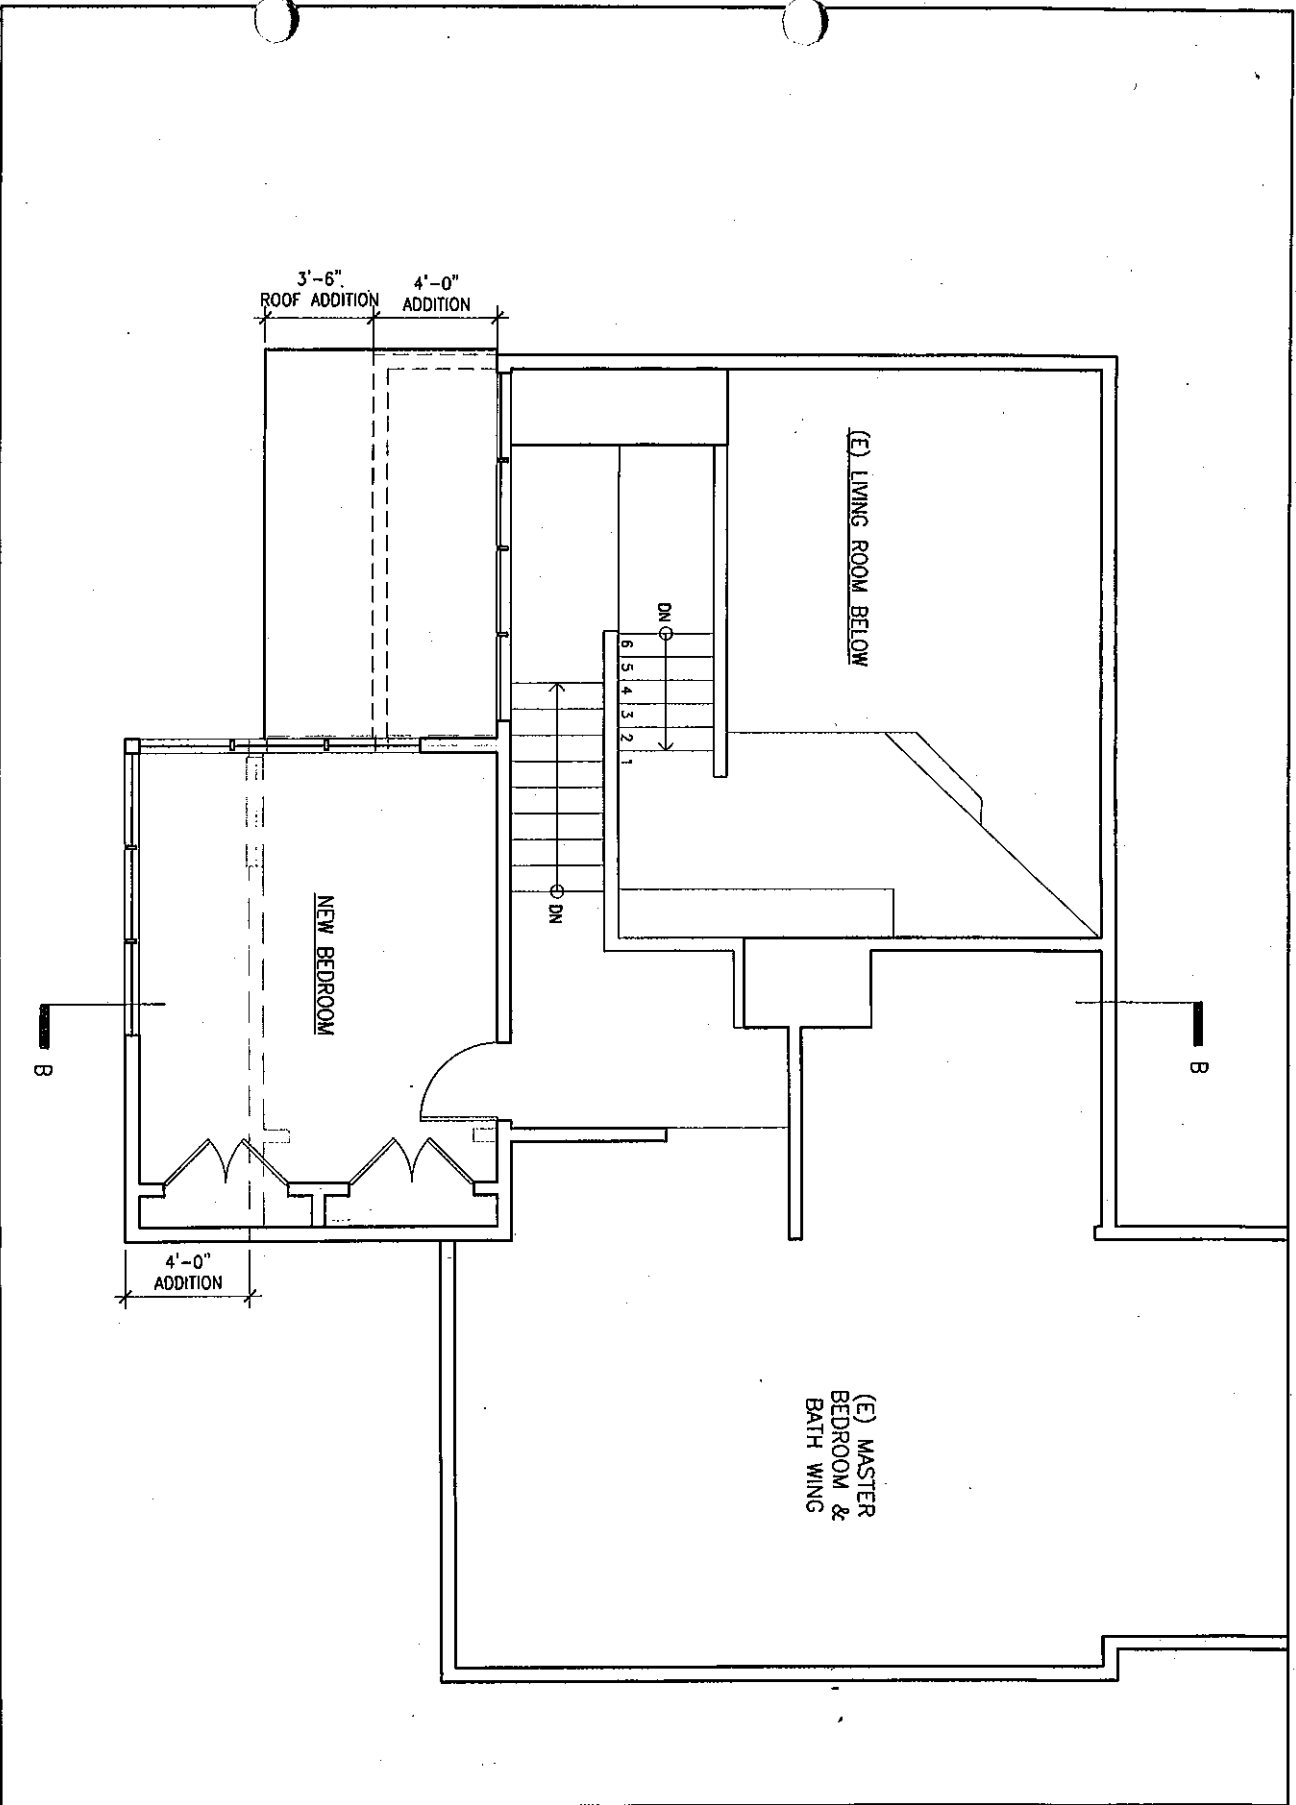 3'-6"
ROOF ADDITION
4'-0"
ADDITION
(E) LIVING ROOM BELOW
DN
6
5
4
3
2
1
DN
NEW BEDROOM
B
B
4'-0"
ADDITION
(E) MASTER
BEDROOM &
BATH WING